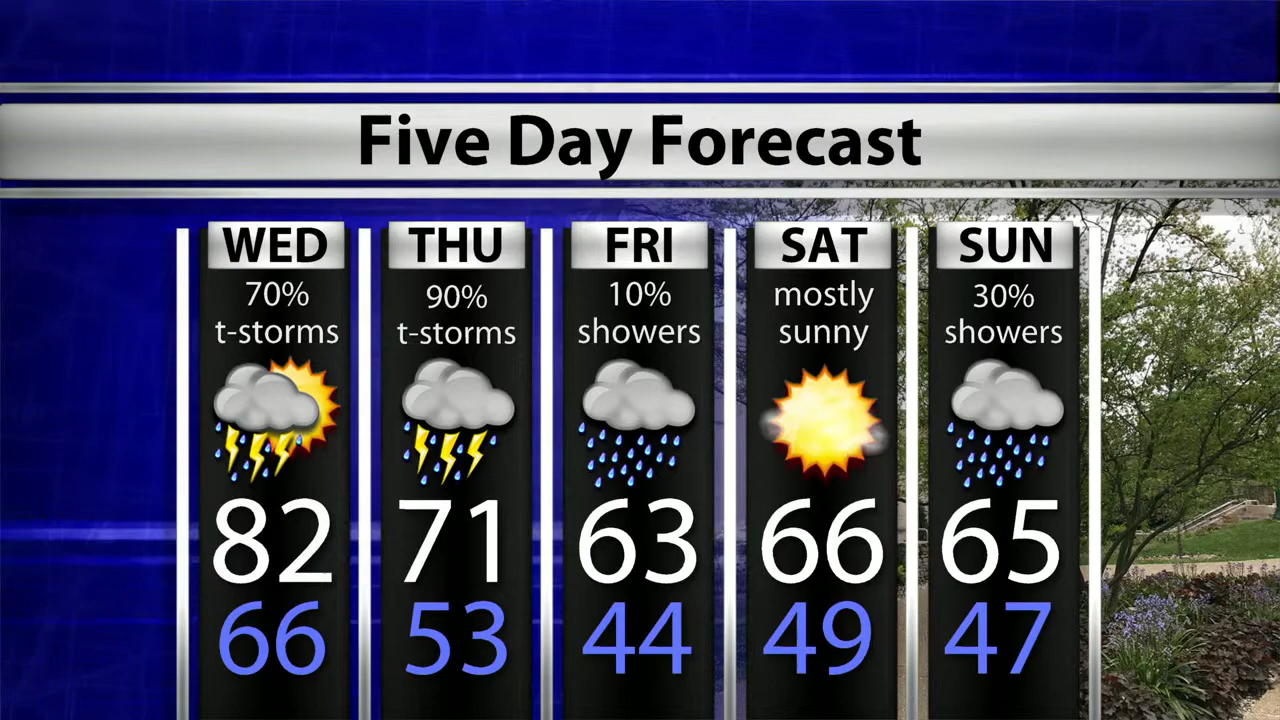 Five Day Forecast
WED
70%
t-storms
82
66
THU
90%
t-storms
71
53
FRI
10%
showers
63
44
SAT
mostly
sunny
66
49
SUN
30%
showers
65
47